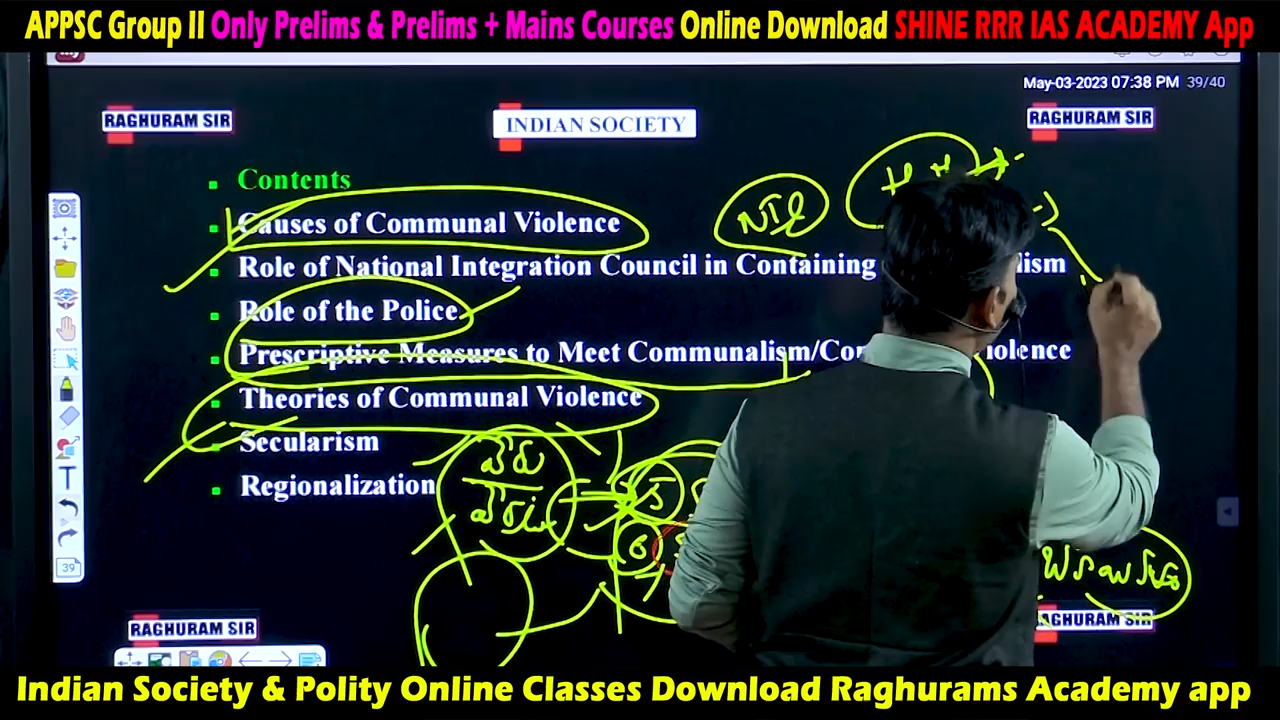 APPSC Group II Only Prelims & Prelims + Mains Courses Online Download SHINE RRR IAS ACADEMY App
May-03-2023 07:38 PM 39/40
RAGHURAM SIR
INDIAN SOCIETY
RAGHURAM SIR
Contents
Causes of Communal Violence
Role of National Integration Council in Containing
Role of the Police
Prescriptive Measures to Meet Communalism/
Theories of Communal Violence
Secularism
Regionalization
39
RAGHURAM SIR
Indian Society & Polity Online Classes Download Raghurams Academy app